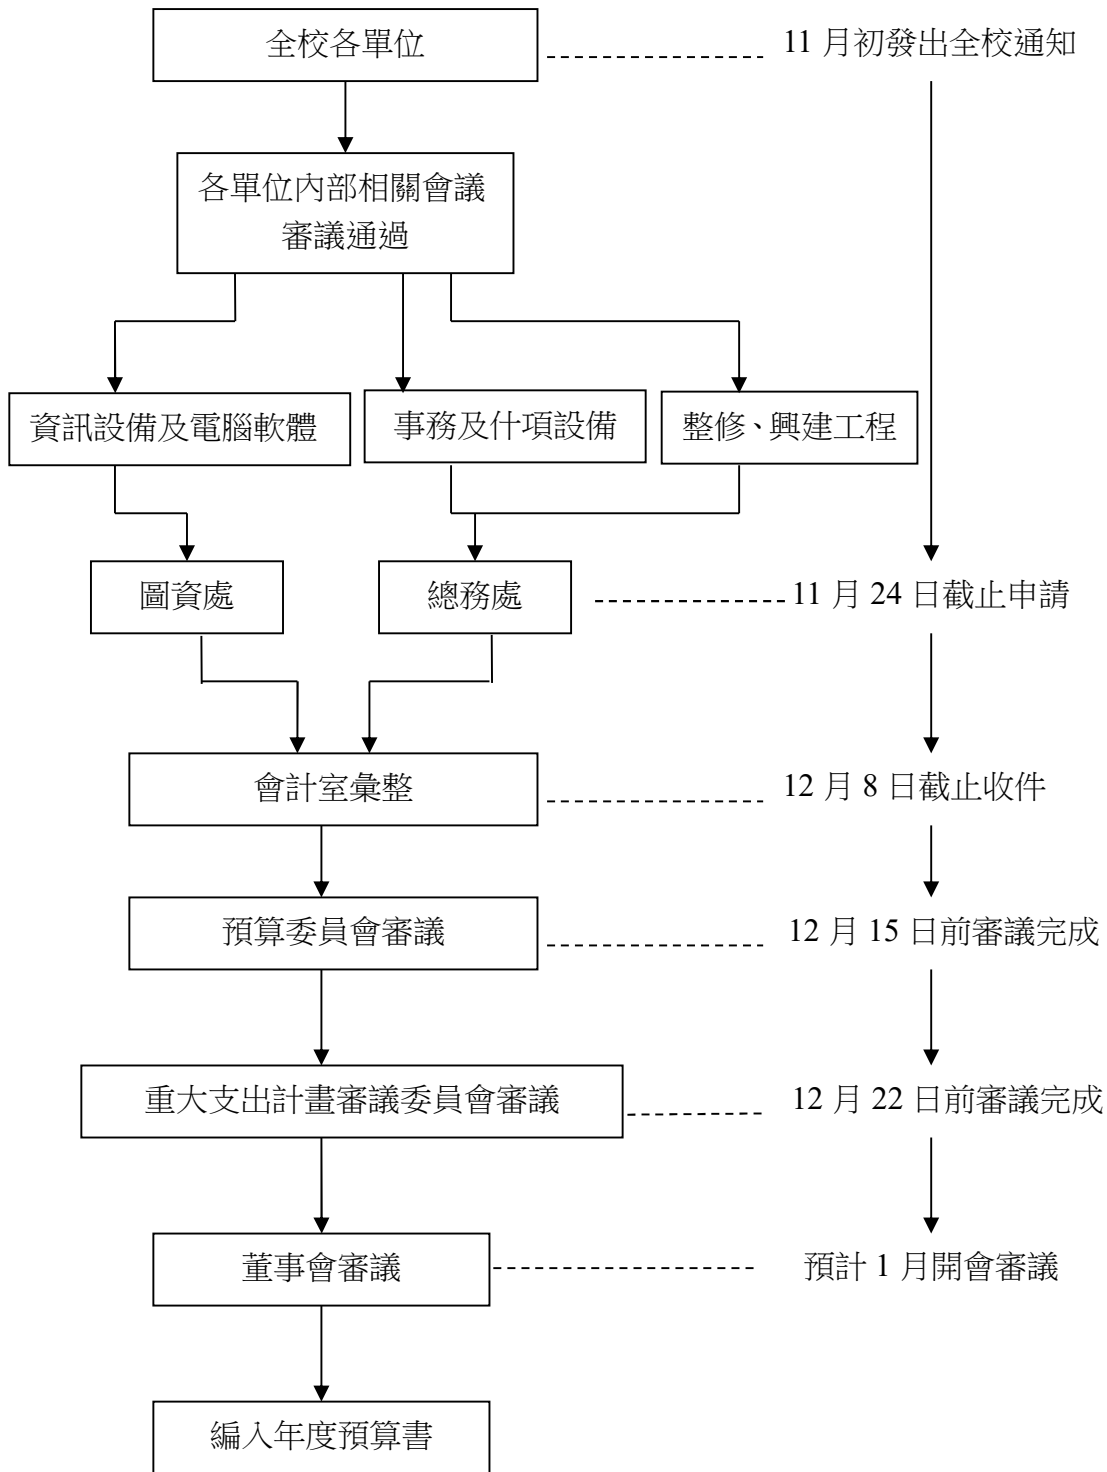 全校各單位
11 月初發出全校通知
各單位內部相關會議
審議通過
資訊設備及電腦軟體
事務及什項設備
整修、興建工程
圖資處
總務處
11 月 24 日截止申請
會計室彙整
12 月 8 日截止收件
預算委員會審議
12 月 15 日前審議完成
重大支出計畫審議委員會審議
12 月 22 日前審議完成
董事會審議
預計 1 月開會審議
編入年度預算書